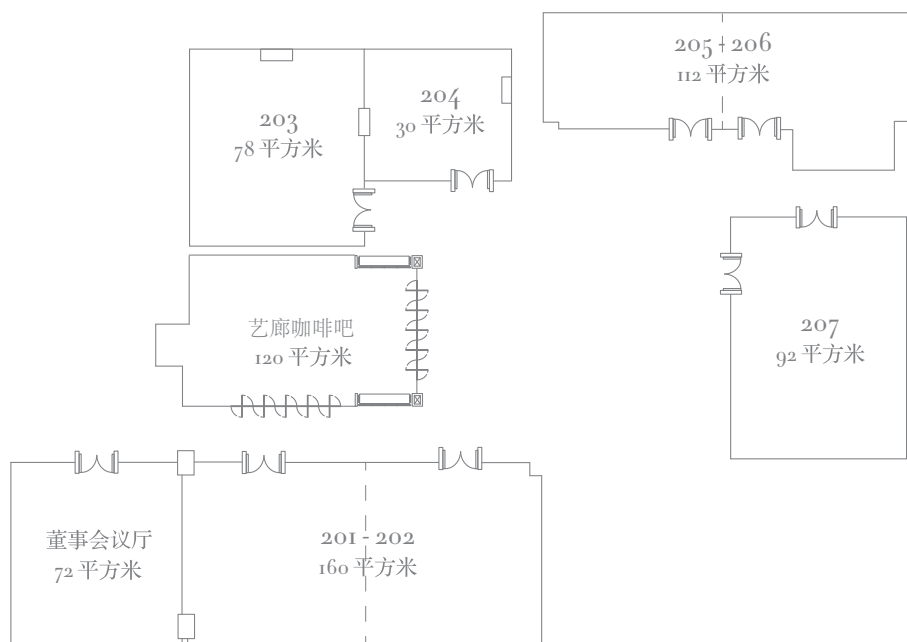 205 - 206
112 平方米
203
78 平方米
204
30 平方米
艺廊咖啡吧
120 平方米
207
92 平方米
董事会议厅
72 平方米
201 - 202
160 平方米